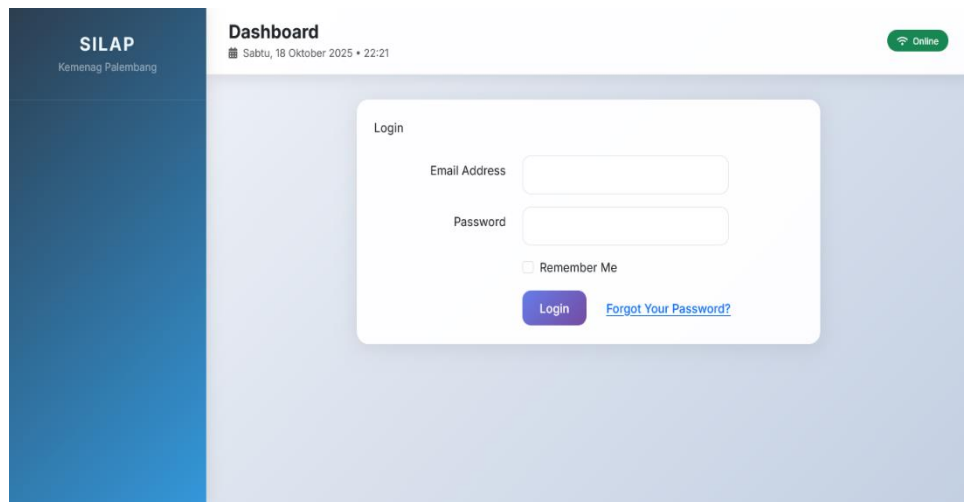 SILAP
Kemenag Palembang
Dashboard
Sabtu, 18 Oktober 2025 • 22:21
Online
Login
Email Address
Password
Remember Me
Login
Forgot Your Password?